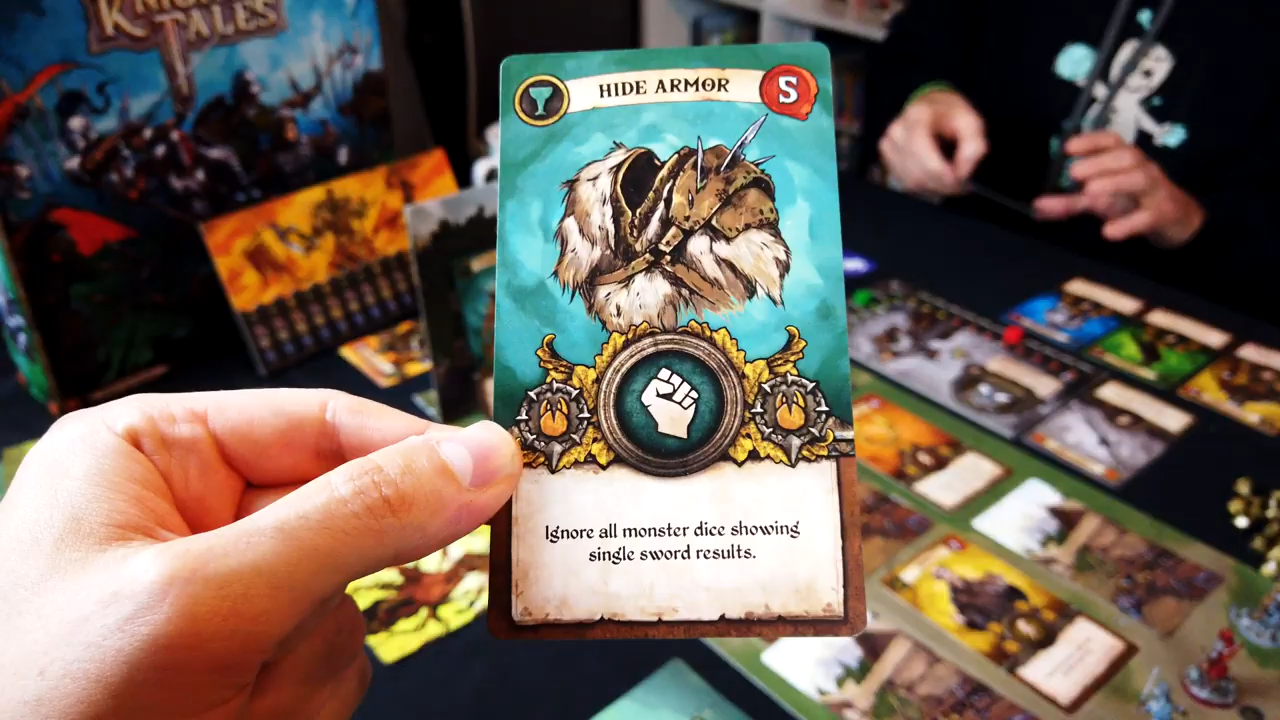 TALES
HIDE ARMOR
S
Ignore all monster dice showing
single sword results.